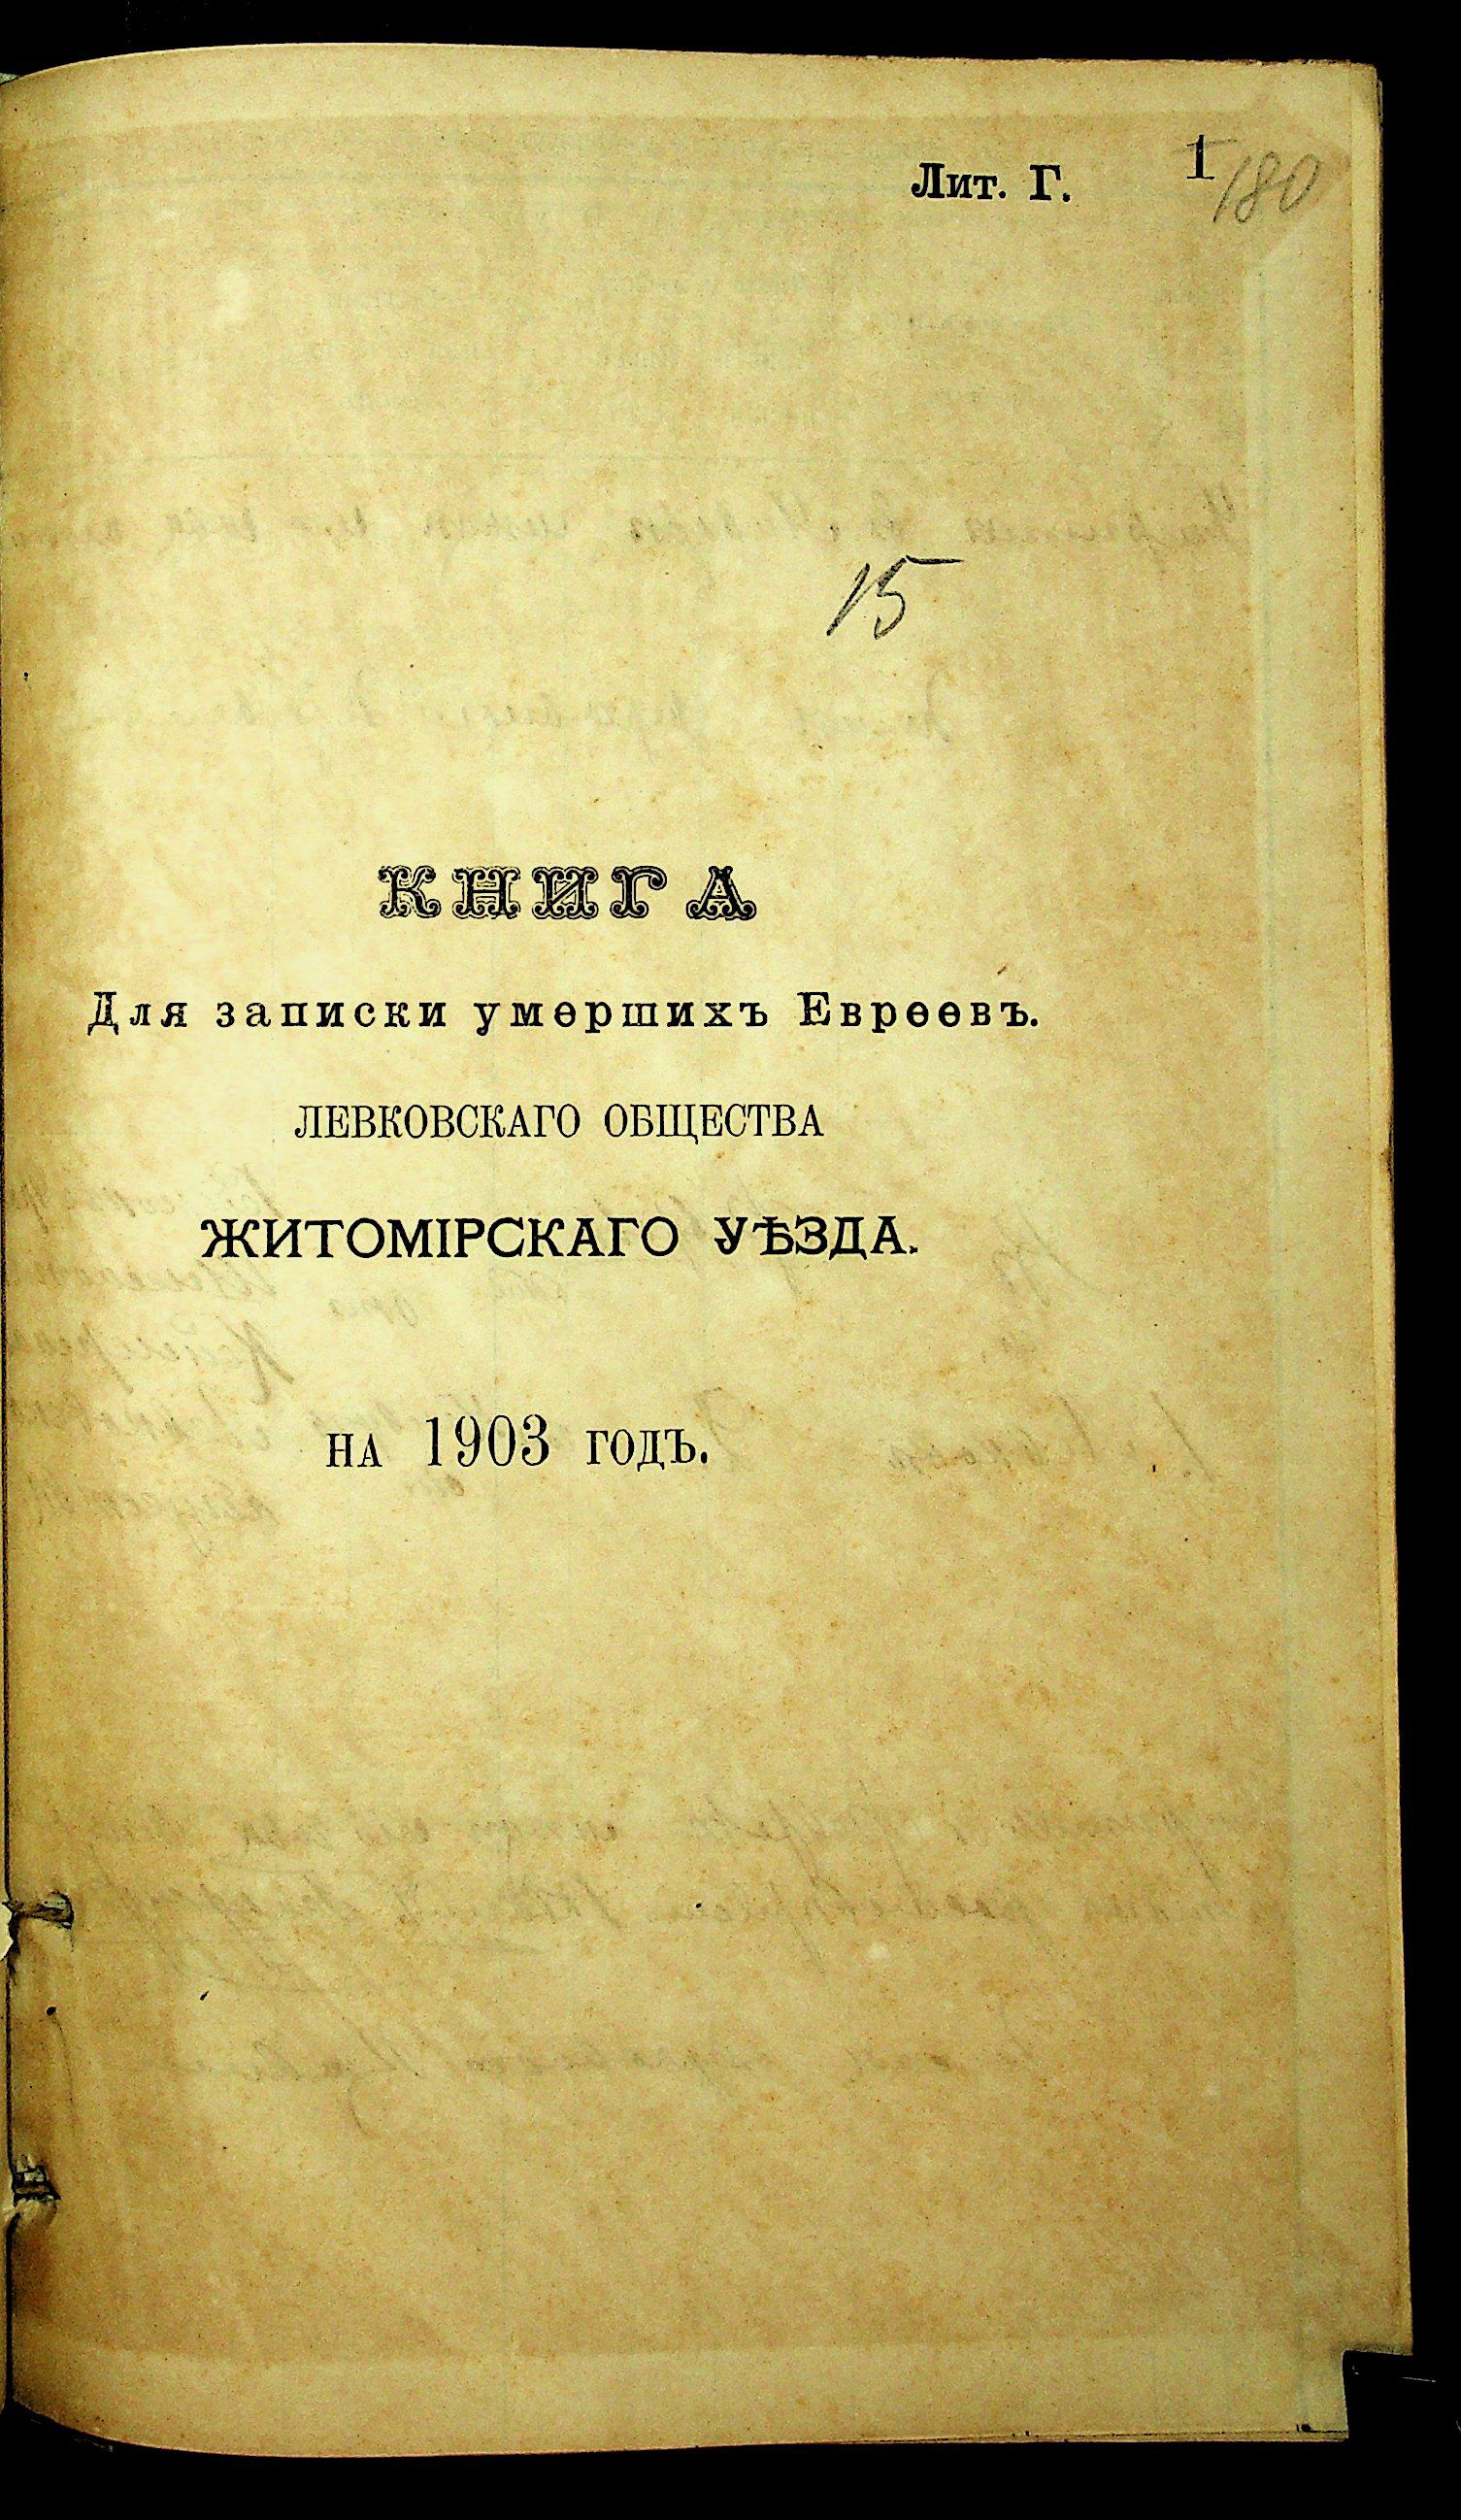 Лит. Г.
1
180
15
КНИГА
Для записки умершихъ Евреевъ.
ЛЕВКОВСКАГО ОБЩЕСТВА
ЖИТОМІРСКАГО УѢЗДА.
НА 1903 ГОДЪ.